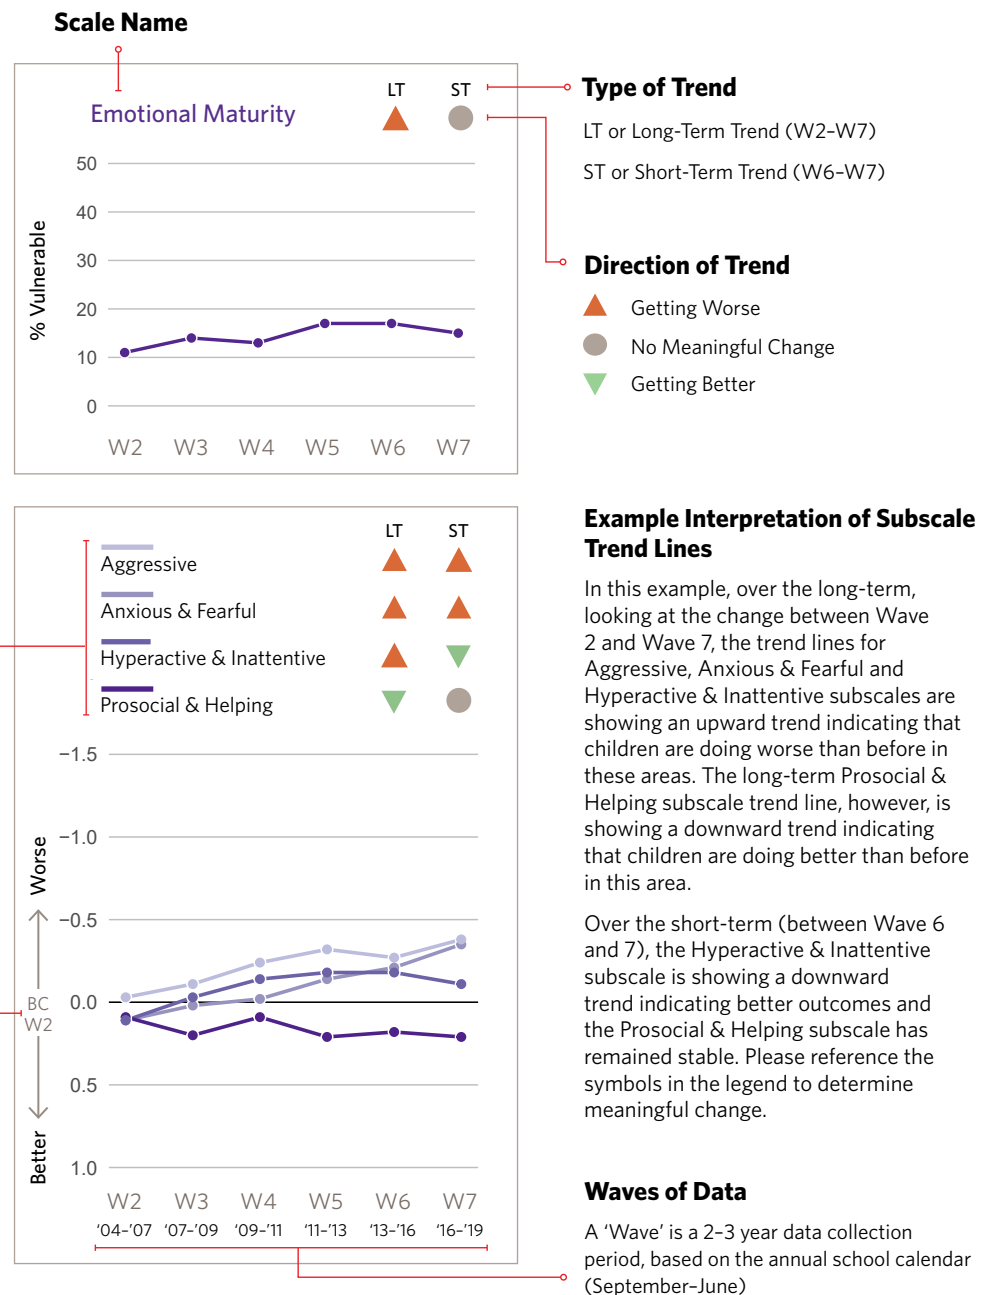 Scale Name
LT ST
Emotional Maturity
% Vulnerable
50
40
30
20
10
0
W2 W3 W4 W5 W6 W7
Type of Trend
LT or Long-Term Trend (W2–W7)
ST or Short-Term Trend (W6–W7)
Direction of Trend
Getting Worse
No Meaningful Change
Getting Better
LT ST
Aggressive
Anxious & Fearful
Hyperactive & Inattentive
Prosocial & Helping
Worse
BC
W2
Better
−1.5
−1.0
−0.5
0.0
0.5
1.0
W2 W3 W4 W5 W6 W7
‘04–’07 ‘07–’09 ‘09–’11 ‘11–’13 ‘13–’16 ‘16–’19
Example Interpretation of Subscale
Trend Lines
In this example, over the long-term,
looking at the change between Wave
2 and Wave 7, the trend lines for
Aggressive, Anxious & Fearful and
Hyperactive & Inattentive subscales are
showing an upward trend indicating that
children are doing worse than before in
these areas. The long-term Prosocial &
Helping subscale trend line, however, is
showing a downward trend indicating
that children are doing better than before
in this area.
Over the short-term (between Wave 6
and 7), the Hyperactive & Inattentive
subscale is showing a downward
trend indicating better outcomes and
the Prosocial & Helping subscale has
remained stable. Please reference the
symbols in the legend to determine
meaningful change.
Waves of Data
A ‘Wave’ is a 2–3 year data collection
period, based on the annual school calendar
(September–June)